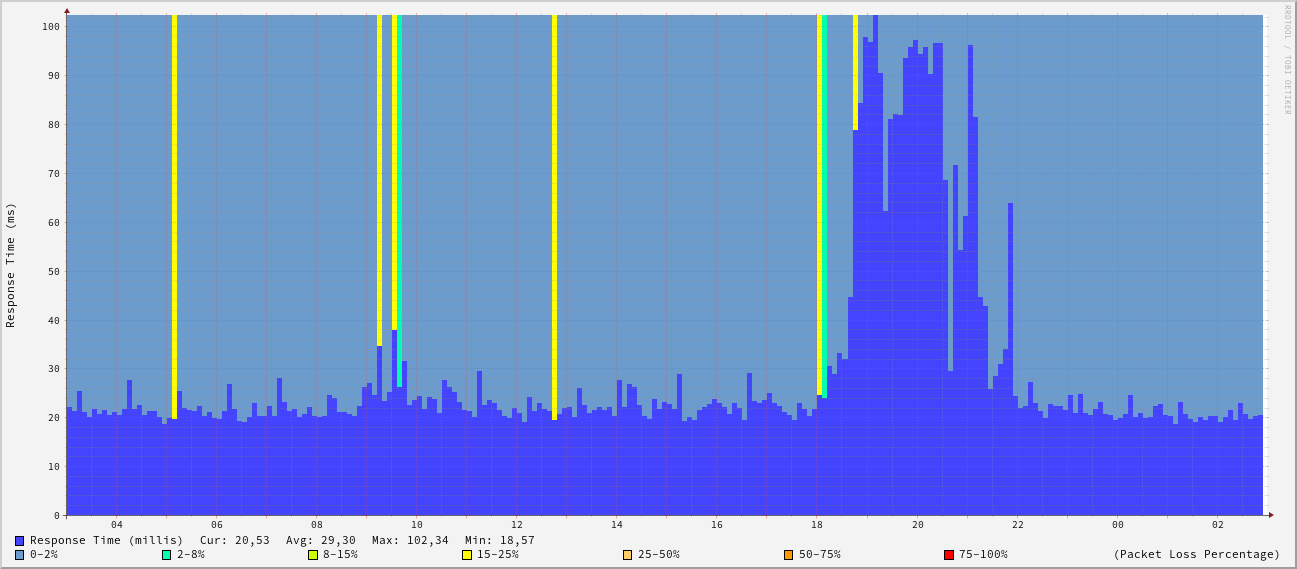 RRDTOOL / TOBI OETIKER
Response Time (ms)
100
90
80
70
60
50
40
30
20
10
0
04 06 08 10 12 14 16 18 20 22 00 02
Response Time (millis) Cur: 20,53 Avg: 29,30 Max: 102,34 Min: 18,57
0-2% 2-8% 8-15% 15-25% 25-50% 50-75% 75-100% (Packet Loss Percentage)